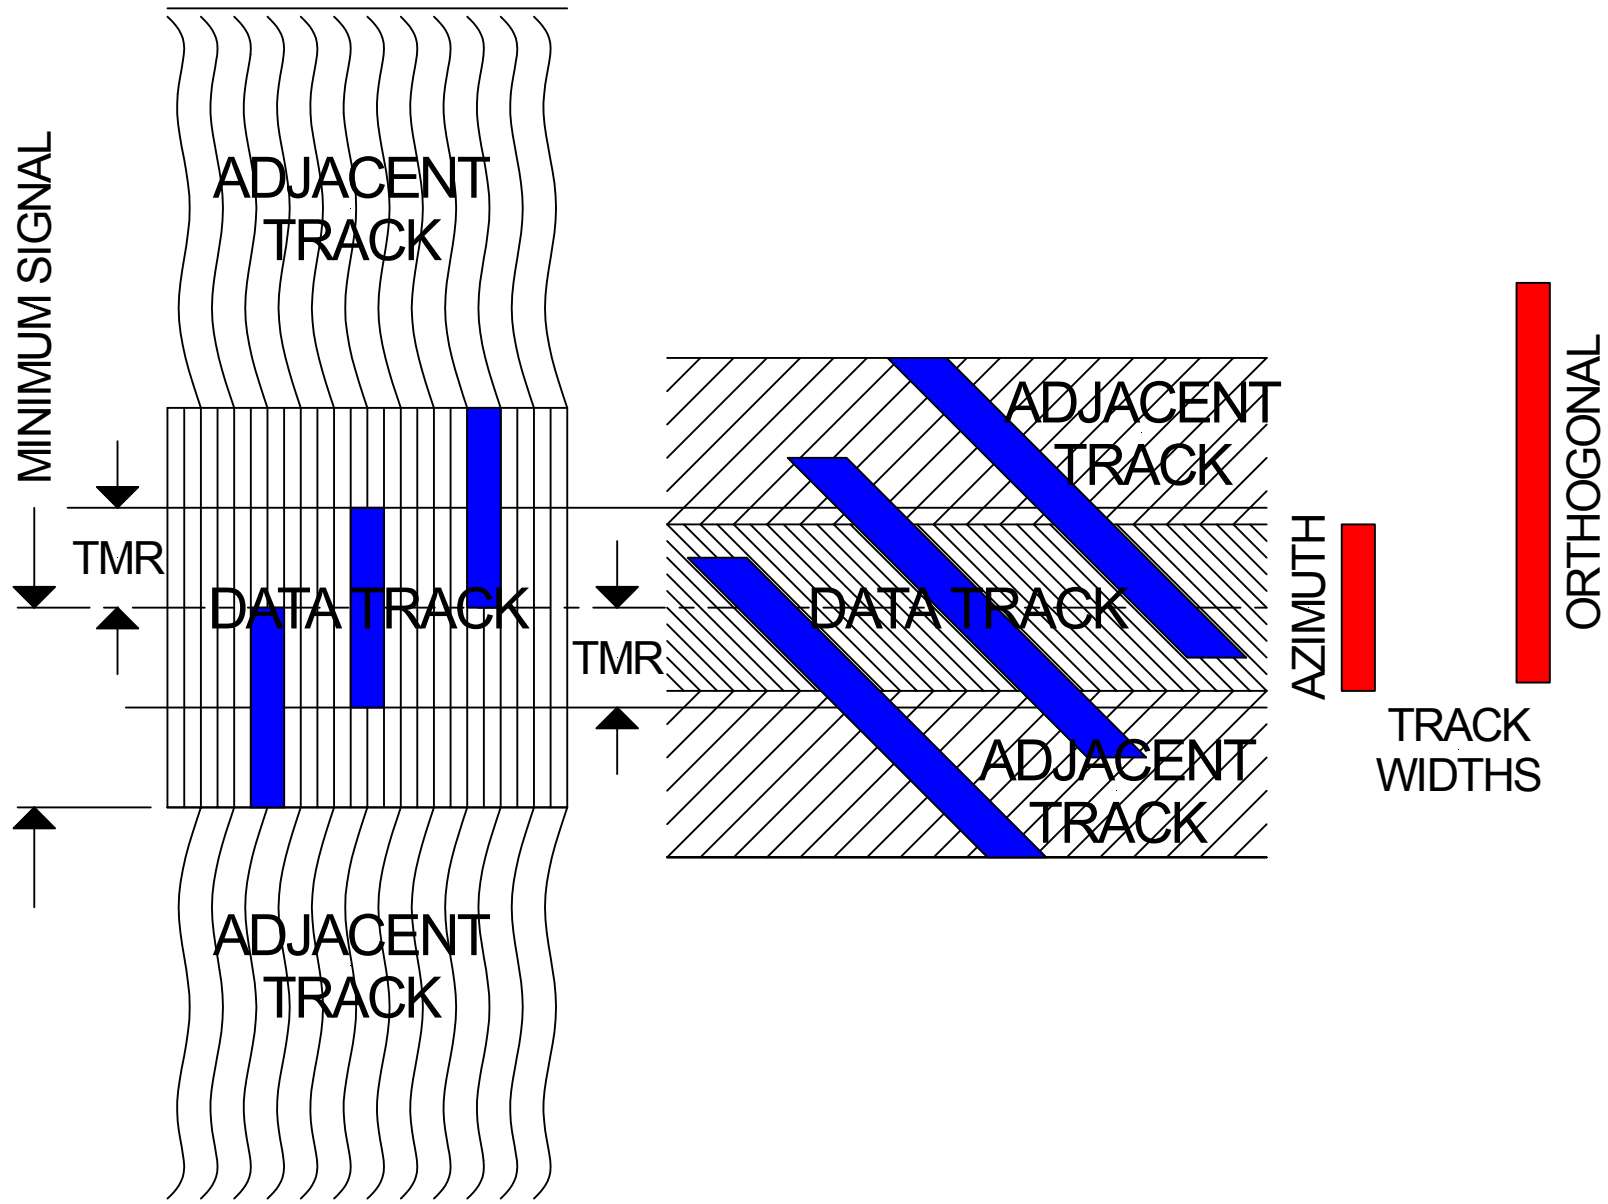 MINIMUM SIGNAL
ADJACENT
TRACK
TMR
DATA TRACK
ADJACENT
TRACK
TMR
ADJACENT
TRACK
DATA TRACK
ADJACENT
TRACK
AZIMUTH
ORTHOGONAL
TRACK
WIDTHS